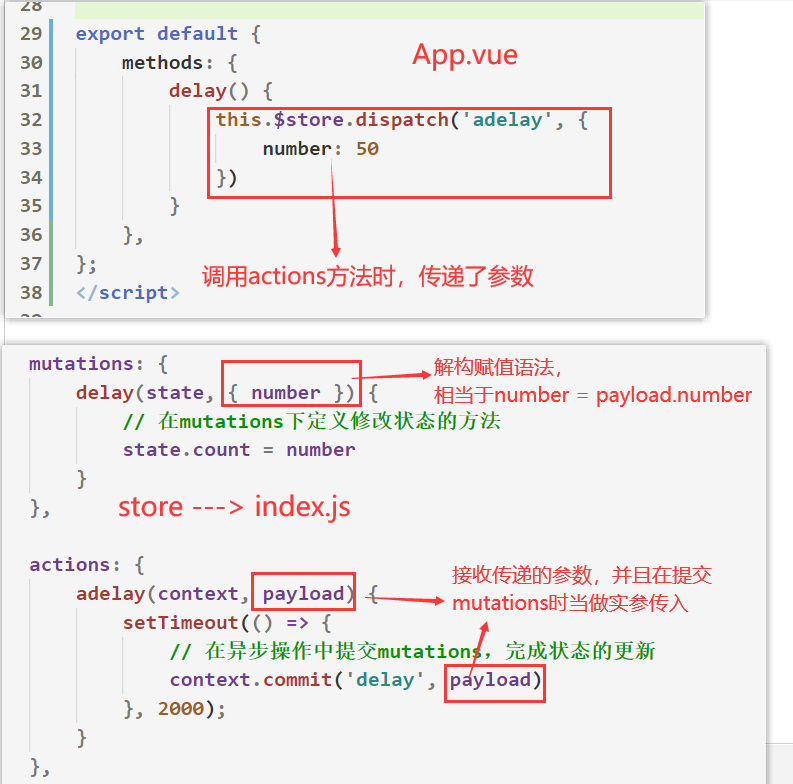 28
29 export default {
30 methods: {
App.vue
31 delay() {
32 this.$store.dispatch('adelay', {
33 number: 50
34 })
35 }
36 },
37 };
调用actions方法时，传递了参数
38 </script>
mutations: {
解构赋值语法，
delay(state, { number }) {
相当于number = payload.number
// 在mutations下定义修改状态的方法
state.count = number
}
},
store ---> index.js
actions: {
接收传递的参数，并且在提交
adelay(context, payload) {
mutations时当做实参传入
setTimeout(() => {
// 在异步操作中提交mutations，完成状态的更新
context.commit('delay', payload)
}, 2000);
}
},